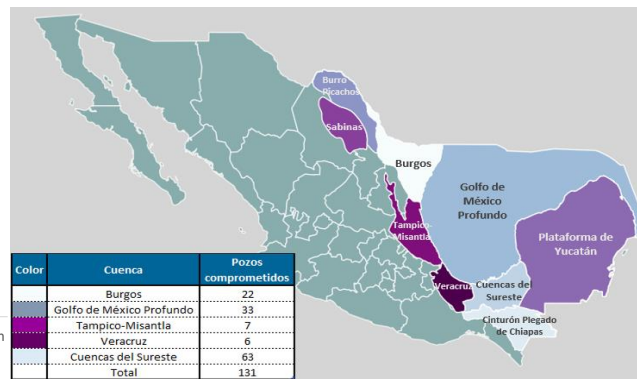 Burro
Picachos
Sabinas
Burgos
Golfo de
México
Profundo
Tampico-
Misantla
Plataforma de
Yucatán
Veracruz
Cuencas del
Sureste
Cinturón Plegado
de Chiapas
Color Cuenca Pozos comprometidos
Burgos 22
Golfo de México Profundo 33
Tampico-Misantla 7
Veracruz 6
Cuencas del Sureste 63
Total 131
n